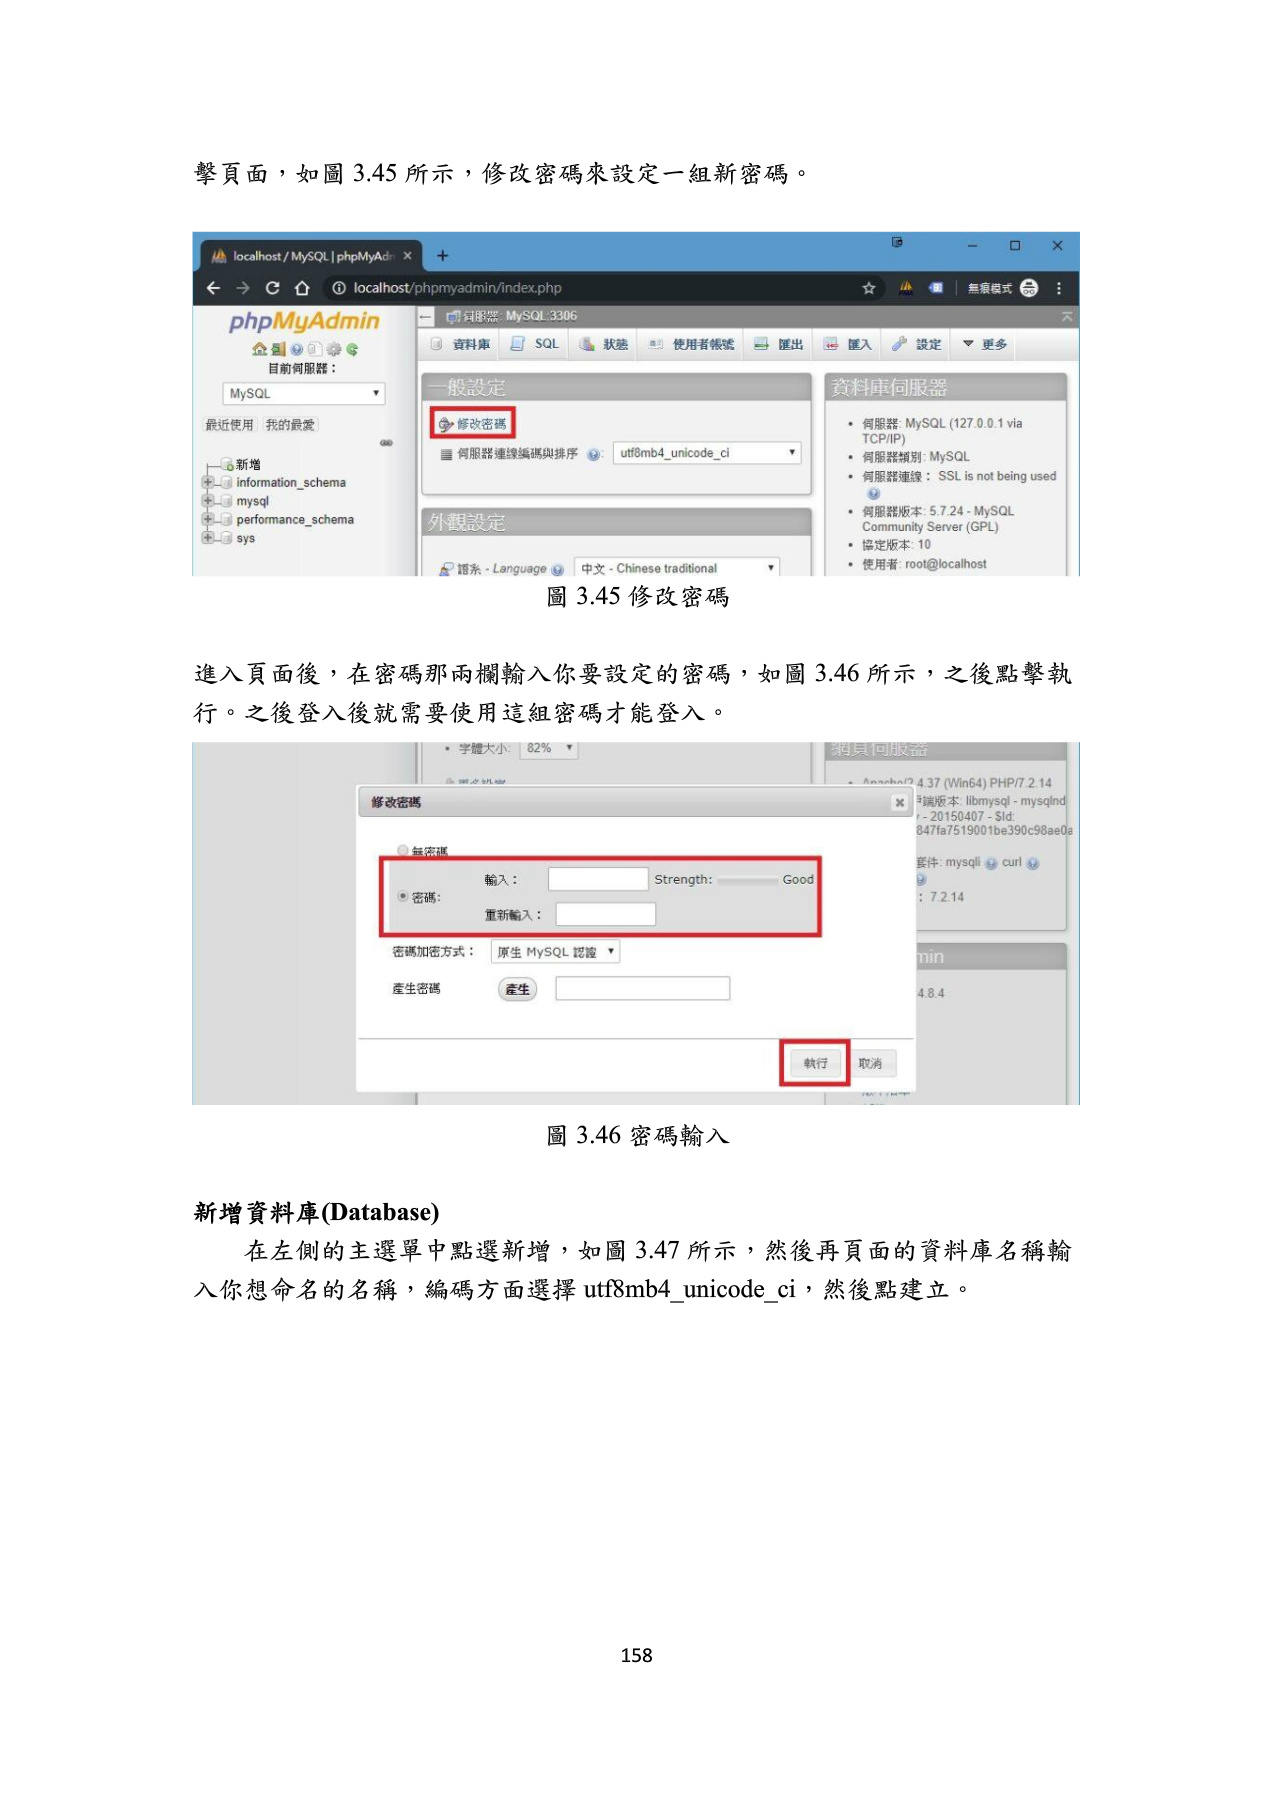 擊頁面，如圖 3.45 所示，修改密碼來設定一組新密碼。
localhost / MySQL | phpMyAdn
localhost/phpmyadmin/index.php
無痕模式
phpMyAdmin
伺服器: MySQL:3306
資料庫 SQL 狀態 使用者帳號 匯出 匯入 設定 更多
目前伺服器：
MySQL
最近使用 我的最愛
新增
information_schema
mysql
performance_schema
sys
一般設定
修改密碼
伺服器連線編碼與排序 : utf8mb4_unicode_ci
外觀設定
語系 - Language 中文 - Chinese traditional
資料庫伺服器
• 伺服器: MySQL (127.0.0.1 via
TCP/IP)
• 伺服器類別: MySQL
• 伺服器連線： SSL is not being used
• 伺服器版本: 5.7.24 - MySQL
Community Server (GPL)
• 協定版本: 10
• 使用者: root@localhost
圖 3.45 修改密碼
進入頁面後，在密碼那兩欄輸入你要設定的密碼，如圖 3.46 所示，之後點擊執
行。之後登入後就需要使用這組密碼才能登入。
• 字體大小: 82%
更多設定
網頁伺服器
• Apache/2.4.37 (Win64) PHP/7.2.14
端版本: libmysql - mysqlnd
- 20150407 - $Id:
847fa7519001be390c98ae0a
套件: mysqli curl
: 7.2.14
min
4.8.4
修改密碼
無密碼
密碼:
輸入： Strength: Good
重新輸入：
密碼加密方式： 原生 MySQL 認證
產生密碼 產生
執行 取消
圖 3.46 密碼輸入
新增資料庫(Database)
在左側的主選單中點選新增，如圖 3.47 所示，然後再頁面的資料庫名稱輸
入你想命名的名稱，編碼方面選擇 utf8mb4_unicode_ci，然後點建立。
158